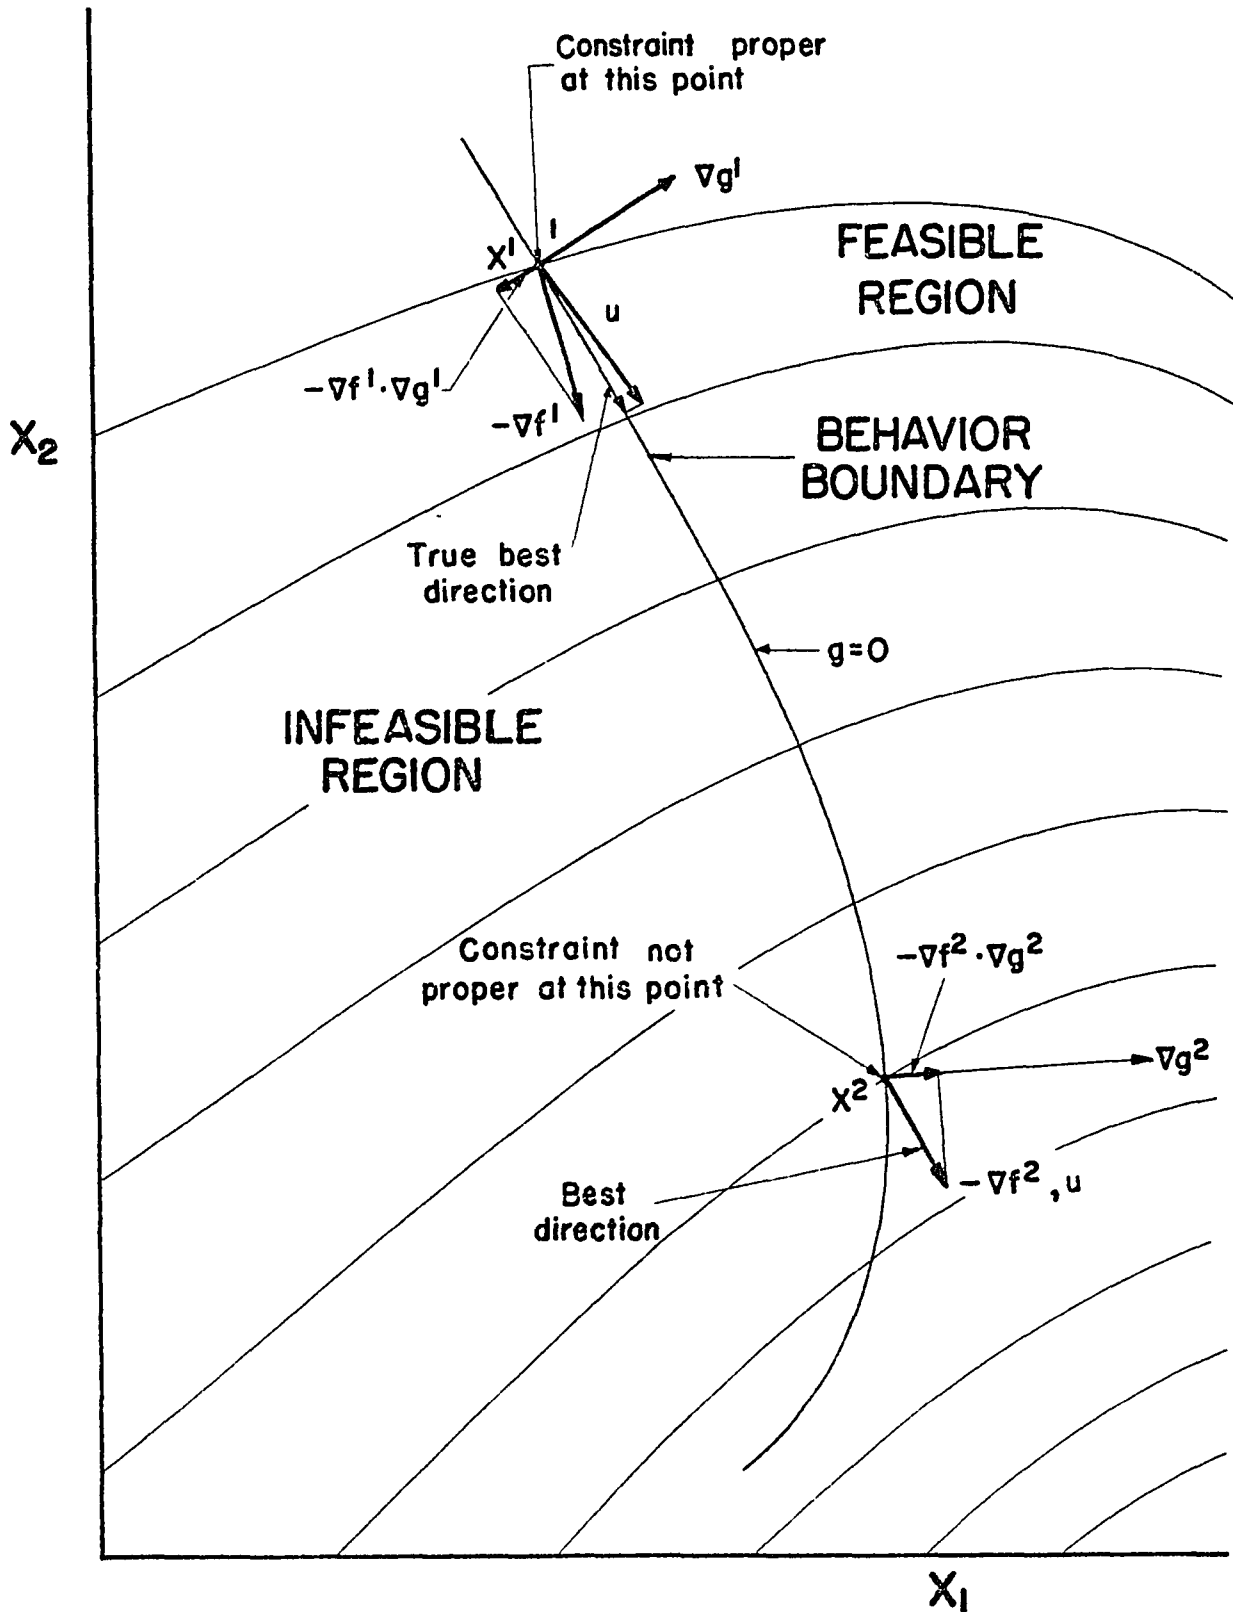 Constraint proper
at this point
∇g¹
1
X¹
FEASIBLE
REGION
u
-∇f¹·∇g¹
-∇f¹
X₂
BEHAVIOR
BOUNDARY
True best
direction
g=0
INFEASIBLE
REGION
Constraint not
proper at this point
-∇f²·∇g²
∇g²
X²
-∇f², u
Best
direction
X₁